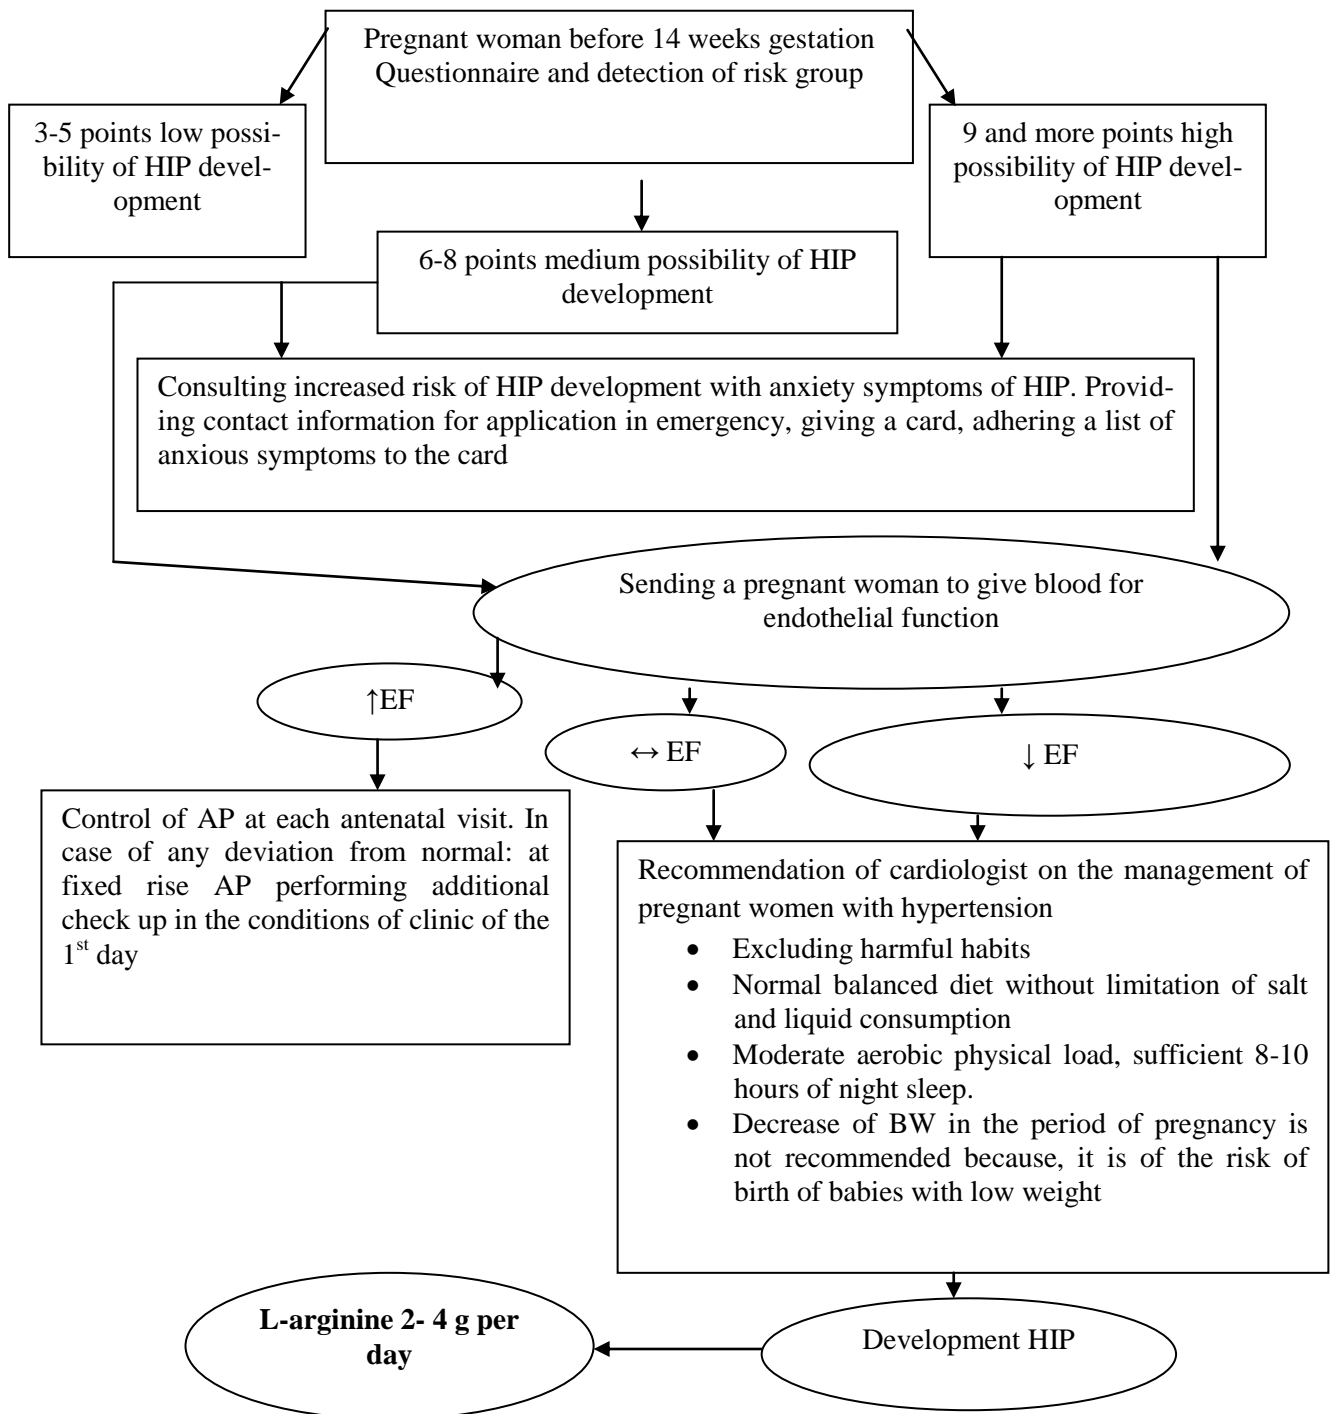 Pregnant woman before 14 weeks gestation
Questionnaire and detection of risk group
3-5 points low possi-
bility of HIP devel-
opment
9 and more points high
possibility of HIP devel-
opment
6-8 points medium possibility of HIP
development
Consulting increased risk of HIP development with anxiety symptoms of HIP. Provid-
ing contact information for application in emergency, giving a card, adhering a list of
anxious symptoms to the card
Sending a pregnant woman to give blood for
endothelial function
↑EF
↔ EF
↓ EF
Control of AP at each antenatal visit. In
case of any deviation from normal: at
fixed rise AP performing additional
check up in the conditions of clinic of the
1st day
Recommendation of cardiologist on the management of
pregnant women with hypertension
• Excluding harmful habits
• Normal balanced diet without limitation of salt
and liquid consumption
• Moderate aerobic physical load, sufficient 8-10
hours of night sleep.
• Decrease of BW in the period of pregnancy is
not recommended because, it is of the risk of
birth of babies with low weight
L-arginine 2- 4 g per
day
Development HIP